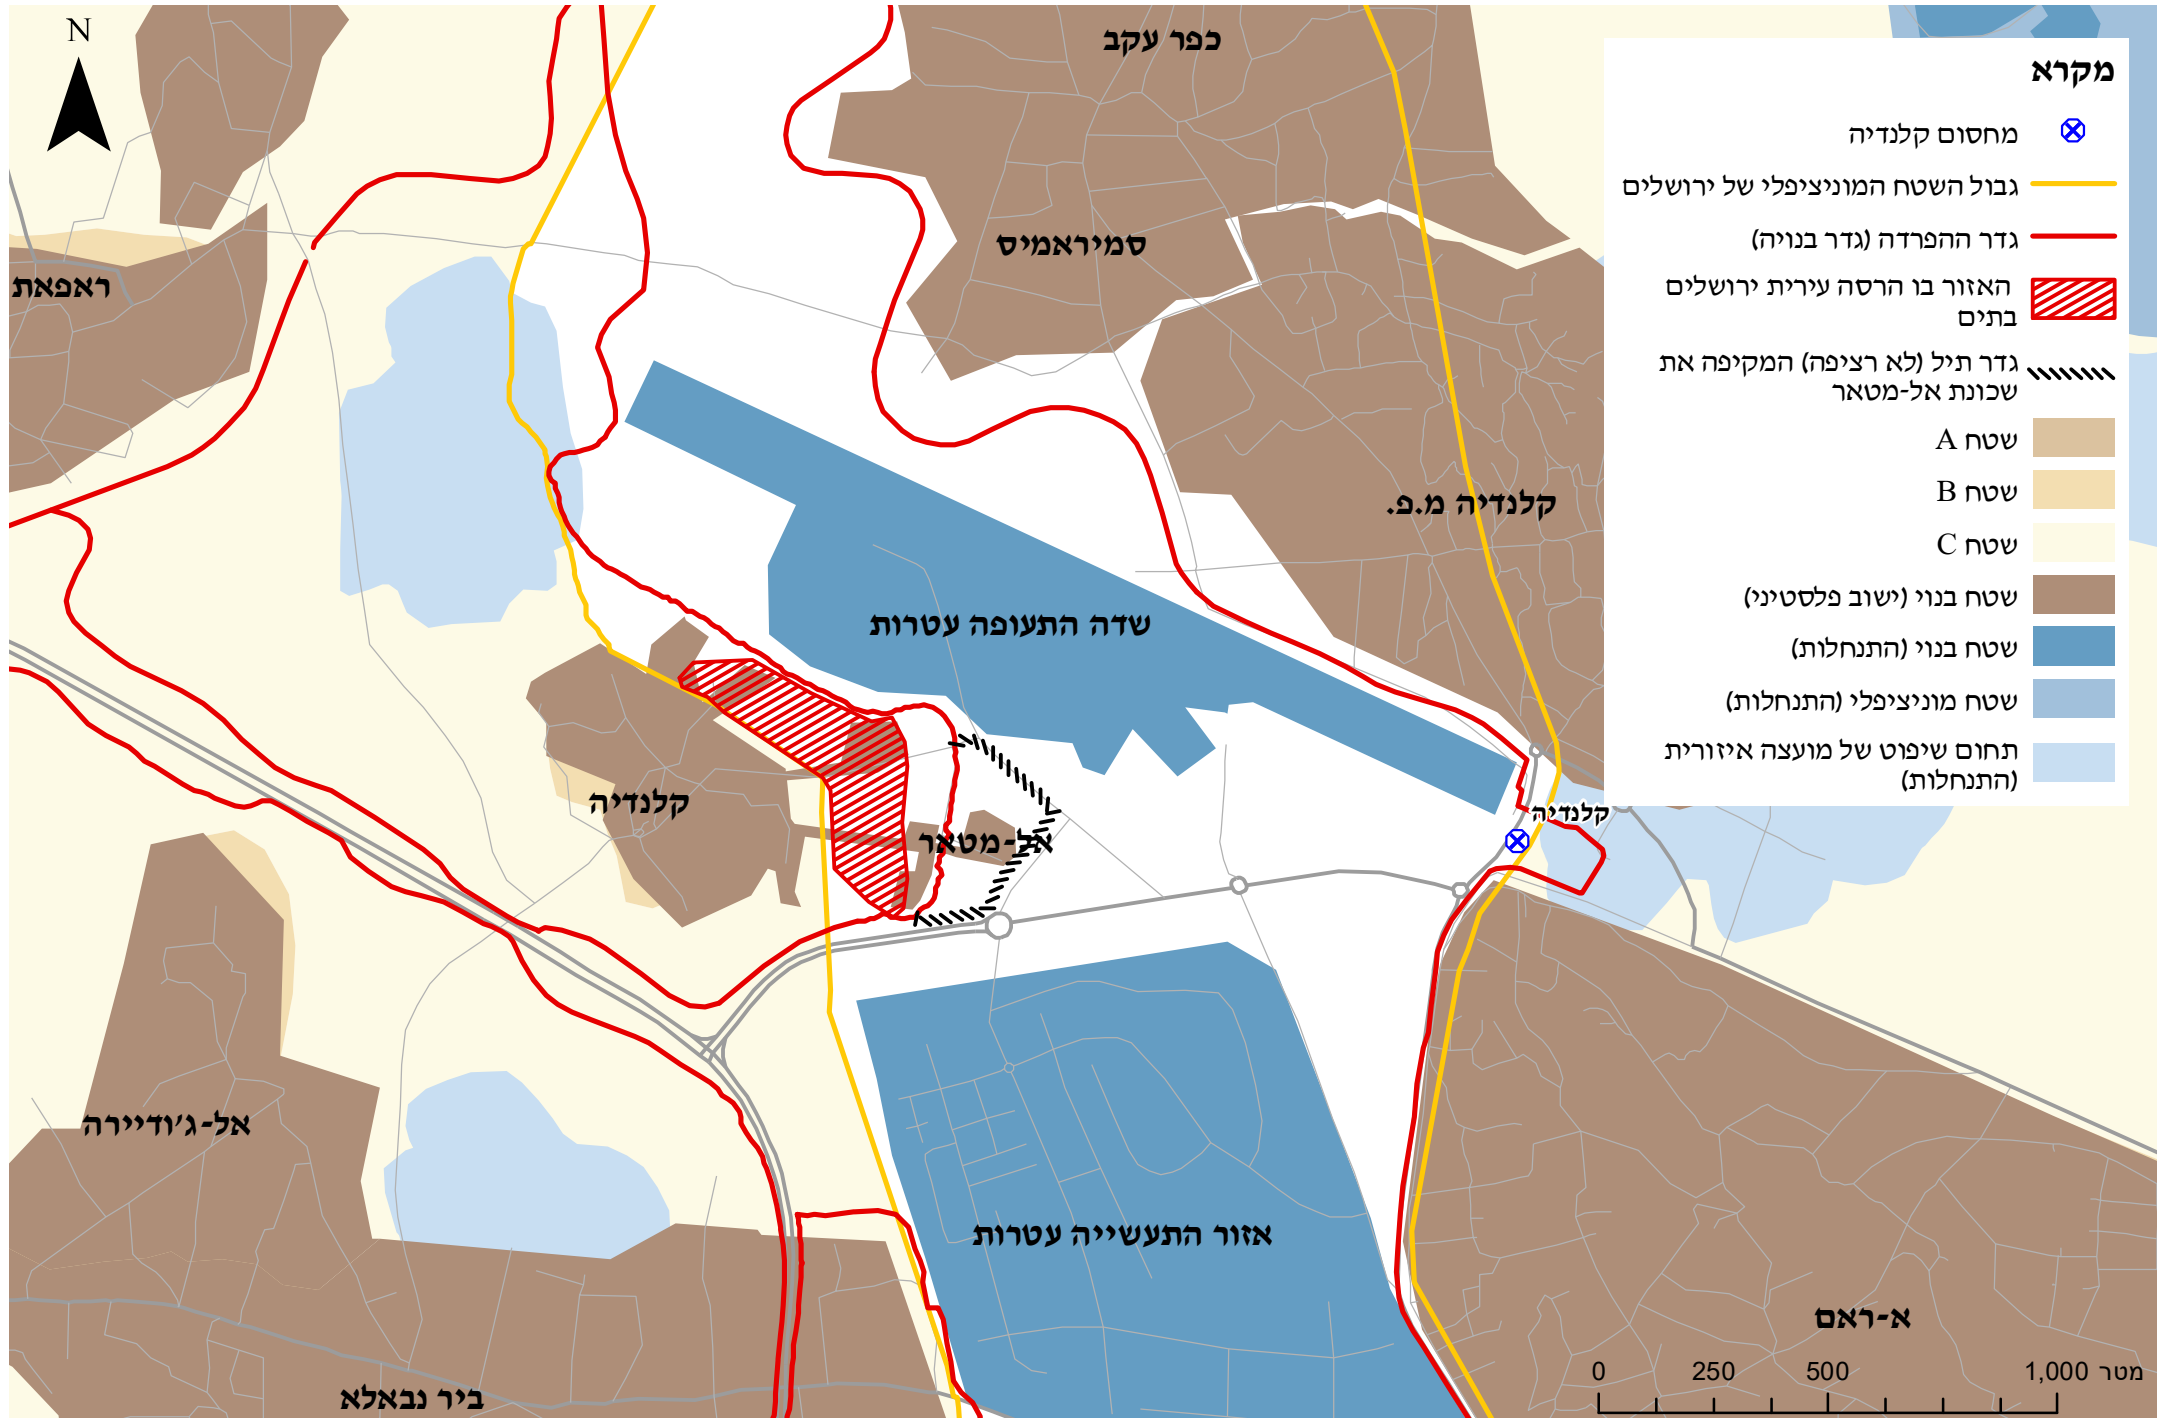 N
כפר עקב
סמיראמיס
ראפאת
קלנדיה מ.פ.
שדה התעופה עטרות
קלנדיה
אל-מטאר
קלנדיה
אל-ג'ודיירה
אזור התעשייה עטרות
א-ראם
ביר נבאלא
מקרא
מחסום קלנדיה
גבול השטח המוניציפלי של ירושלים
גדר ההפרדה (גדר בנויה)
האזור בו הרסה עירית ירושלים
בתים
גדר תיל (לא רציפה) המקיפה את
שכונת אל-מטאר
שטח A
שטח B
שטח C
שטח בנוי (ישוב פלסטיני)
שטח בנוי (התנחלות)
שטח מוניציפלי (התנחלות)
תחום שיפוט של מועצה איזורית
(התנחלות)
0 250 500 1,000 מטר